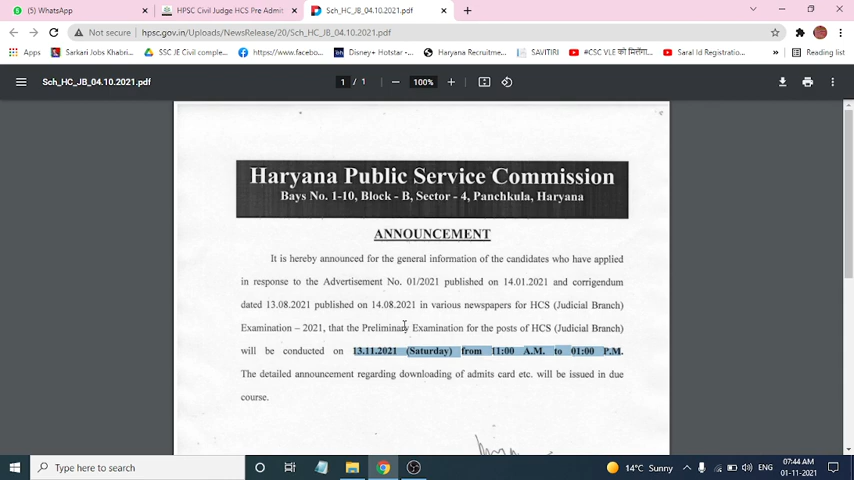 WhatsApp
HPSC Civil Judge HCS Pre Admit
Sch_HC_JB_04.10.2021.pdf
Not secure | hpsc.gov.in/Uploads/NewsRelease/20/Sch_HC_JB_04.10.2021.pdf
Apps
Sarkari Jobs Khabri...
SSC JE Civil comple...
https://www.facebo...
Disney+ Hotstar -...
Haryana Recruitme...
SAVITIRI
#CSC VLE को मिलेगा...
Saral Id Registratio...
Reading list
Sch_HC_JB_04.10.2021.pdf
1 / 1
100%
Haryana Public Service Commission
Bays No. 1-10, Block - B, Sector - 4, Panchkula, Haryana
ANNOUNCEMENT
It is hereby announced for the general information of the candidates who have applied
in response to the Advertisement No. 01/2021 published on 14.01.2021 and corrigendum
dated 13.08.2021 published on 14.08.2021 in various newspapers for HCS (Judicial Branch)
Examination – 2021, that the Preliminary Examination for the posts of HCS (Judicial Branch)
will be conducted on 13.11.2021 (Saturday) from 11:00 A.M. to 01:00 P.M.
The detailed announcement regarding downloading of admits card etc. will be issued in due
course.
Type here to search
14°C Sunny
ENG
07:44 AM
01-11-2021